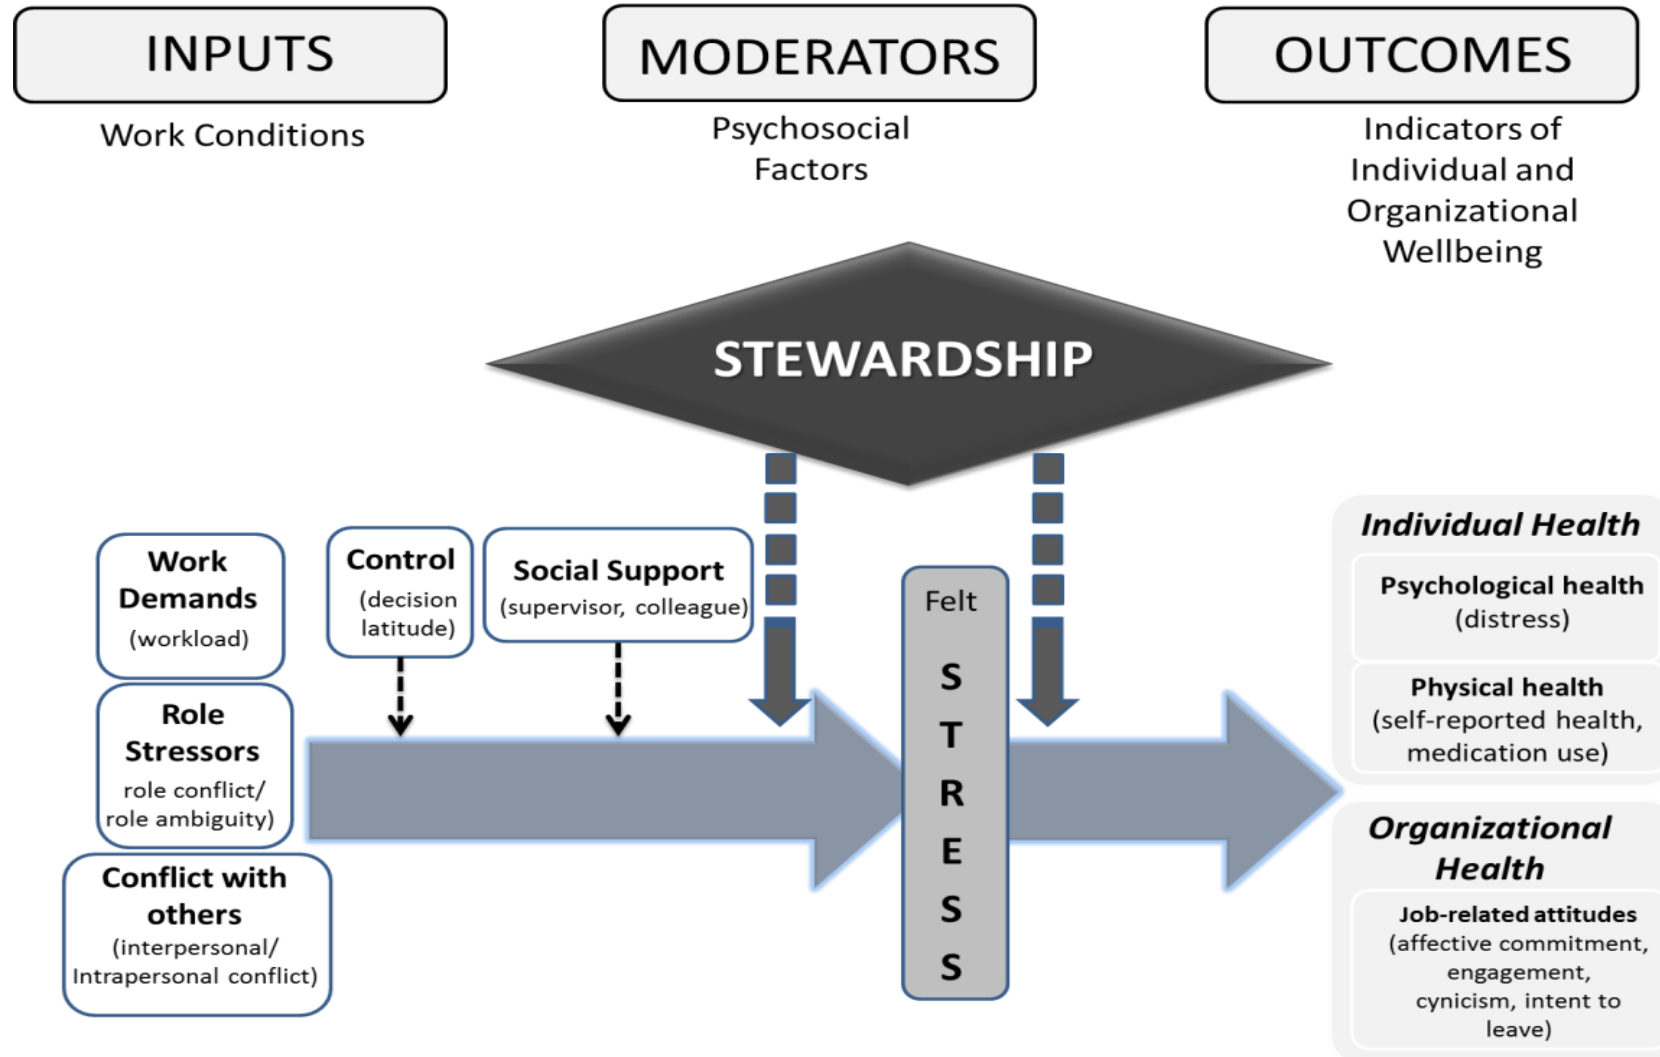 INPUTS
MODERATORS
OUTCOMES
Work Conditions
Psychosocial
Factors
Indicators of
Individual and
Organizational
Wellbeing
STEWARDSHIP
Work
Demands
(workload)
Control
(decision
latitude)
Social Support
(supervisor, colleague)
Role
Stressors
role conflict/
role ambiguity)
Conflict with
others
(interpersonal/
Intrapersonal conflict)
Felt
S
T
R
E
S
S
Individual Health
Psychological health
(distress)
Physical health
(self-reported health,
medication use)
Organizational
Health
Job-related attitudes
(affective commitment,
engagement,
cynicism, intent to
leave)